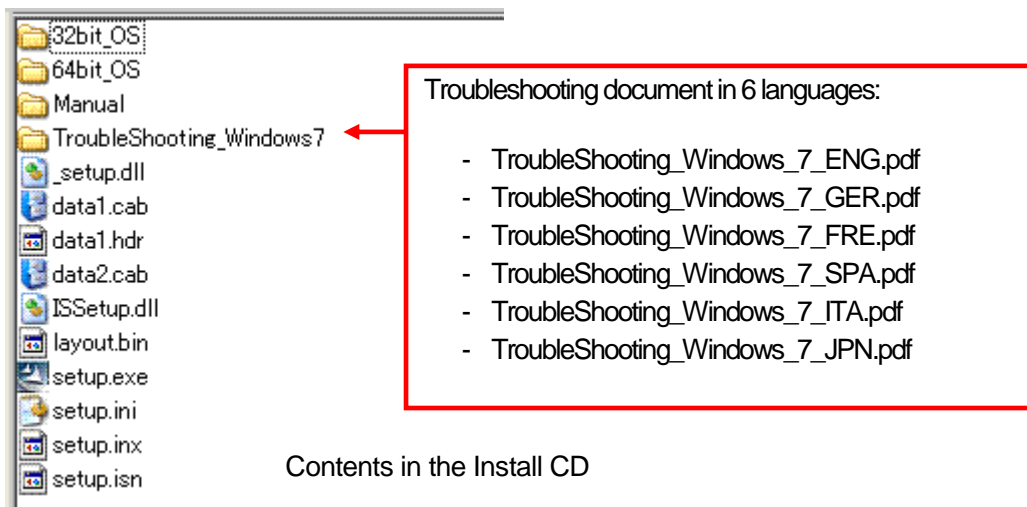 32bit_OS
64bit_OS
Manual
TroubleShooting_Windows7
_setup.dll
data1.cab
data1.hdr
data2.cab
ISSetup.dll
layout.bin
setup.exe
setup.ini
setup.inx
setup.isn
Troubleshooting document in 6 languages:
- TroubleShooting_Windows_7_ENG.pdf
- TroubleShooting_Windows_7_GER.pdf
- TroubleShooting_Windows_7_FRE.pdf
- TroubleShooting_Windows_7_SPA.pdf
- TroubleShooting_Windows_7_ITA.pdf
- TroubleShooting_Windows_7_JPN.pdf
Contents in the Install CD